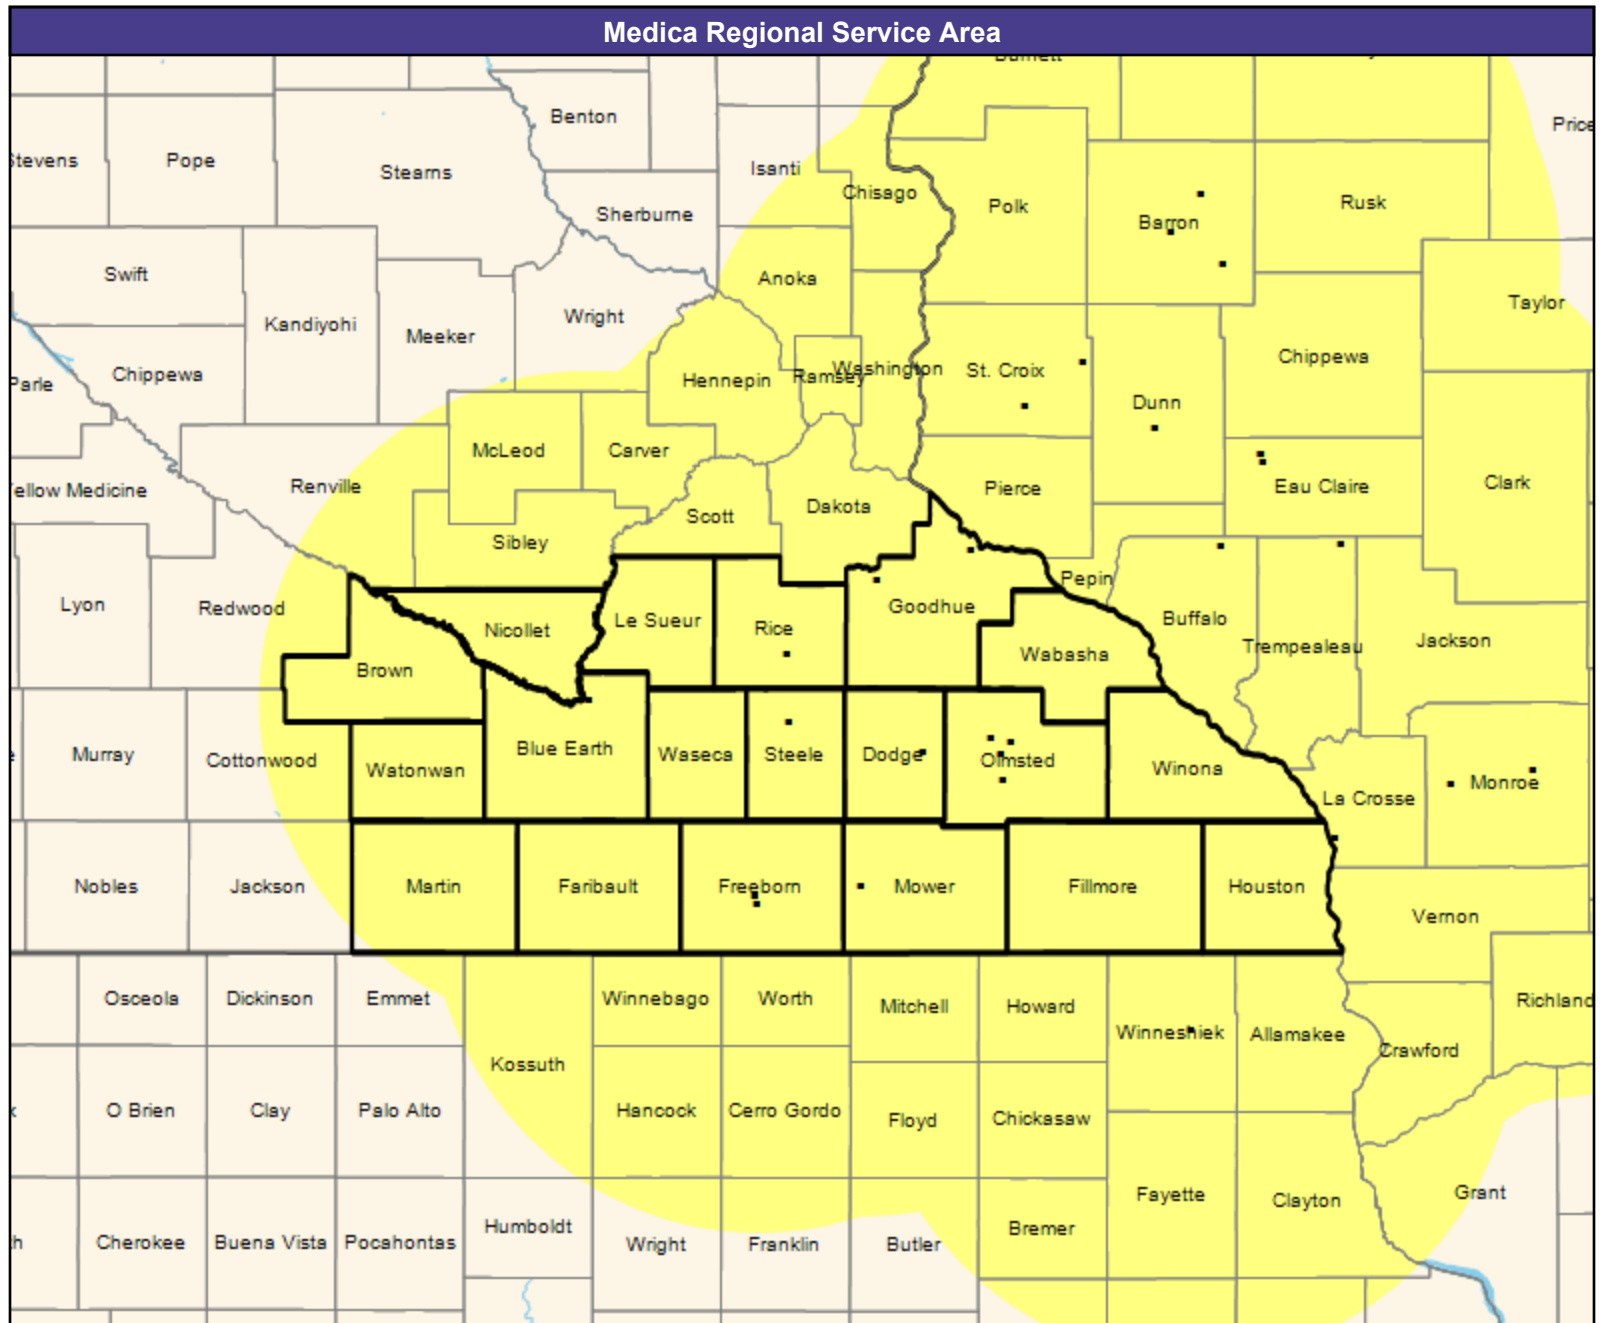 Medica Regional Service Area
Burnett
Price
Benton
Stevens
Pope
Stearns
Isanti
Chisago
Sherburne
Polk
Barron
Rusk
Swift
Anoka
Taylor
Kandiyohi
Wright
Meeker
Chippewa
Chippewa
Parle
Hennepin
Ramsey
Washington
St. Croix
Dunn
McLeod
Carver
Renville
Yellow Medicine
Pierce
Eau Claire
Clark
Scott
Dakota
Sibley
Pepin
Lyon
Redwood
Nicollet
Le Sueur
Rice
Goodhue
Buffalo
Trempealeau
Jackson
Brown
Wabasha
Murray
Cottonwood
Watonwan
Blue Earth
Waseca
Steele
Dodge
Olmsted
Winona
La Crosse
Monroe
Nobles
Jackson
Martin
Faribault
Freeborn
Mower
Fillmore
Houston
Vernon
Osceola
Dickinson
Emmet
Winnebago
Worth
Mitchell
Howard
Richland
Winneshiek
Allamakee
Crawford
Kossuth
O Brien
Clay
Palo Alto
Hancock
Cerro Gordo
Floyd
Chickasaw
Fayette
Clayton
Grant
Cherokee
Buena Vista
Pocahontas
Humboldt
Wright
Franklin
Butler
Bremer